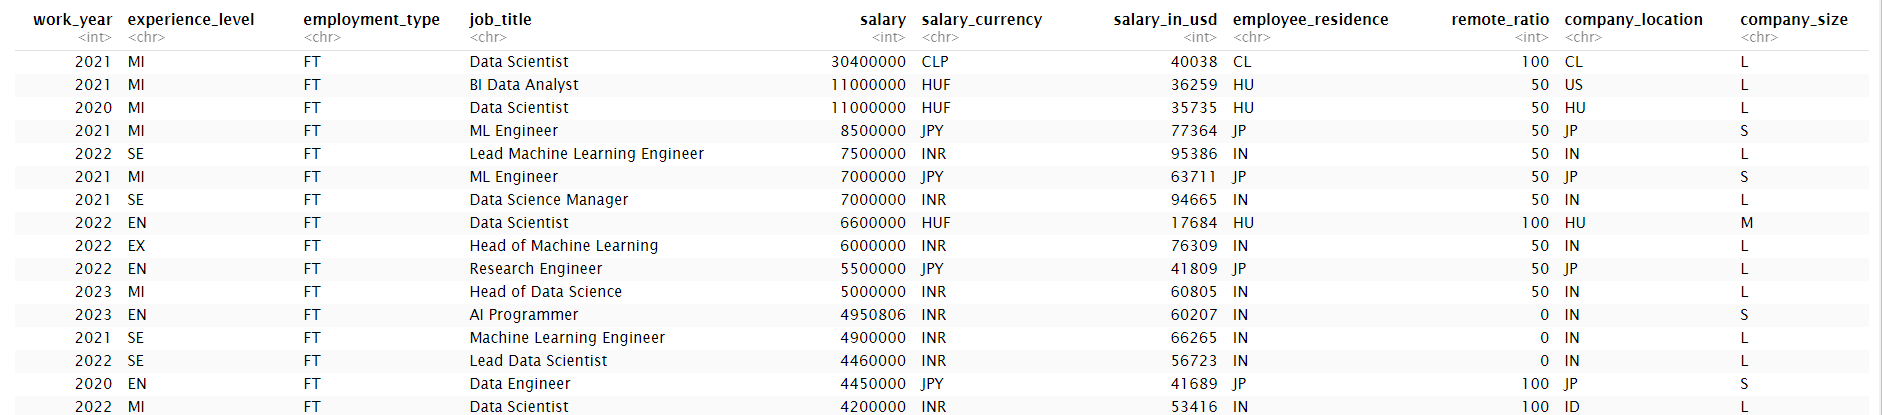 work_year experience_level employment_type job_title salary salary_currency salary_in_usd employee_residence remote_ratio company_location company_size
<int> <chr> <chr> <chr> <int> <chr> <int> <chr> <int> <chr> <chr>
2021 MI FT Data Scientist 30400000 CLP 40038 CL 100 CL L
2021 MI FT BI Data Analyst 11000000 HUF 36259 HU 50 US L
2020 MI FT Data Scientist 11000000 HUF 35735 HU 50 HU L
2021 MI FT ML Engineer 8500000 JPY 77364 JP 50 JP S
2022 SE FT Lead Machine Learning Engineer 7500000 INR 95386 IN 50 IN L
2021 MI FT ML Engineer 7000000 JPY 63711 JP 50 JP S
2021 SE FT Data Science Manager 7000000 INR 94665 IN 50 IN L
2022 EN FT Data Scientist 6600000 HUF 17684 HU 100 HU M
2022 EX FT Head of Machine Learning 6000000 INR 76309 IN 50 IN L
2022 EN FT Research Engineer 5500000 JPY 41809 JP 50 JP L
2023 MI FT Head of Data Science 5000000 INR 60805 IN 50 IN L
2023 EN FT AI Programmer 4950806 INR 60207 IN 0 IN S
2021 SE FT Machine Learning Engineer 4900000 INR 66265 IN 0 IN L
2022 SE FT Lead Data Scientist 4460000 INR 56723 IN 0 IN L
2020 EN FT Data Engineer 4450000 JPY 41689 JP 100 JP S
2022 MI FT Data Scientist 4200000 INR 53416 IN 100 ID L